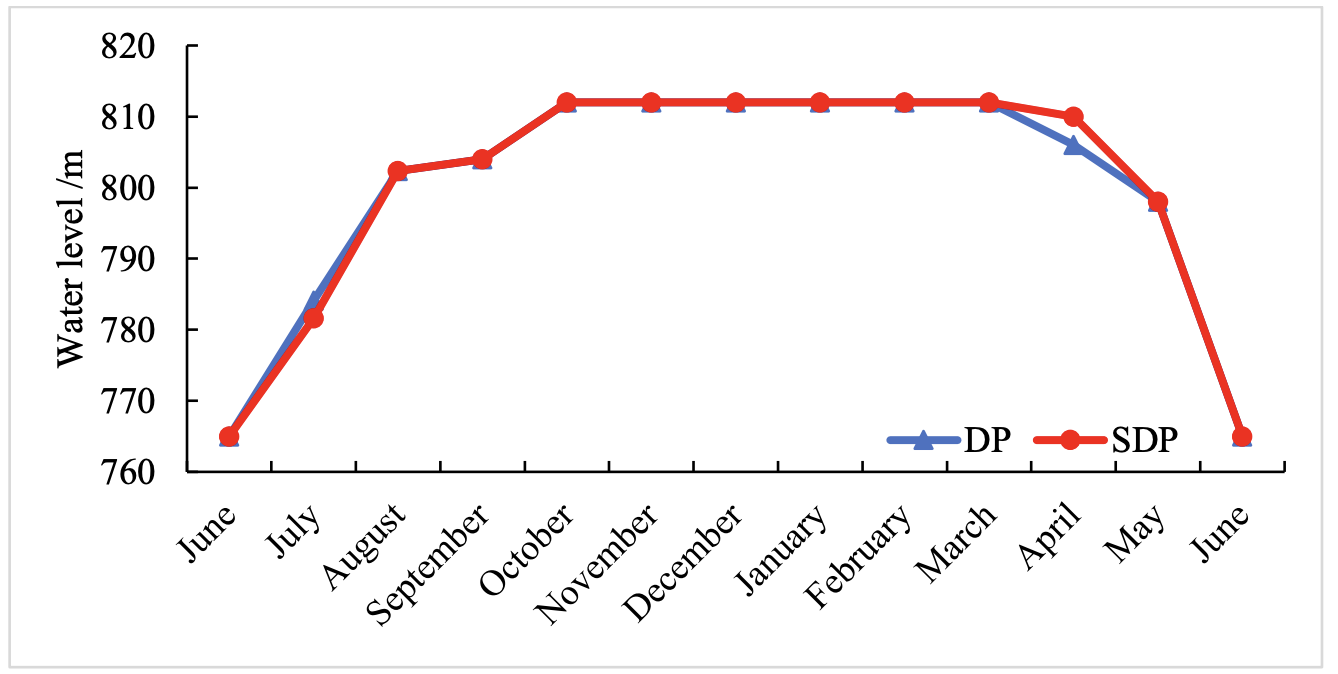 820
810
800
790
780
770
760
Water level /m
DP SDP
June
July
August
September
October
November
December
January
February
March
April
May
June